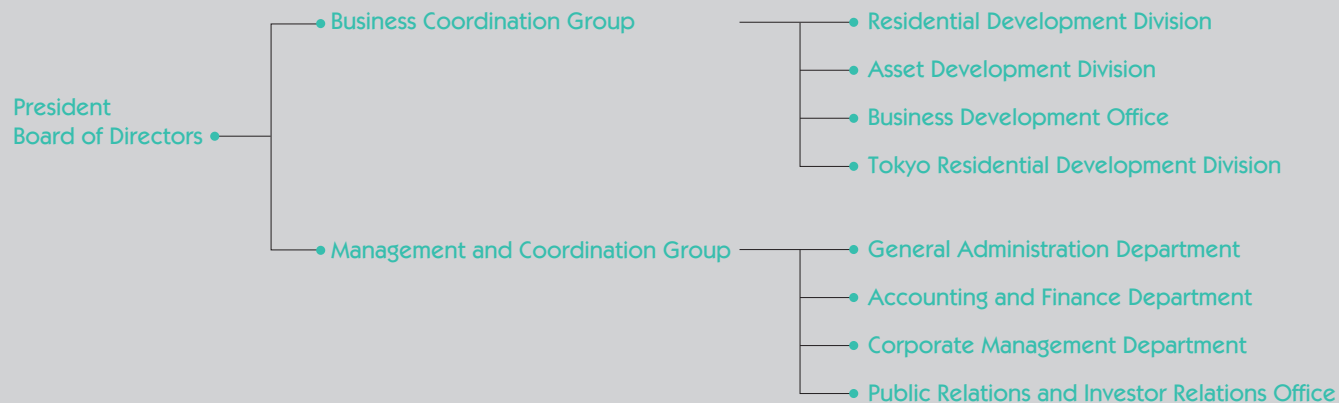 President
Board of Directors
Business Coordination Group
Residential Development Division
Asset Development Division
Business Development Office
Tokyo Residential Development Division
Management and Coordination Group
General Administration Department
Accounting and Finance Department
Corporate Management Department
Public Relations and Investor Relations Office